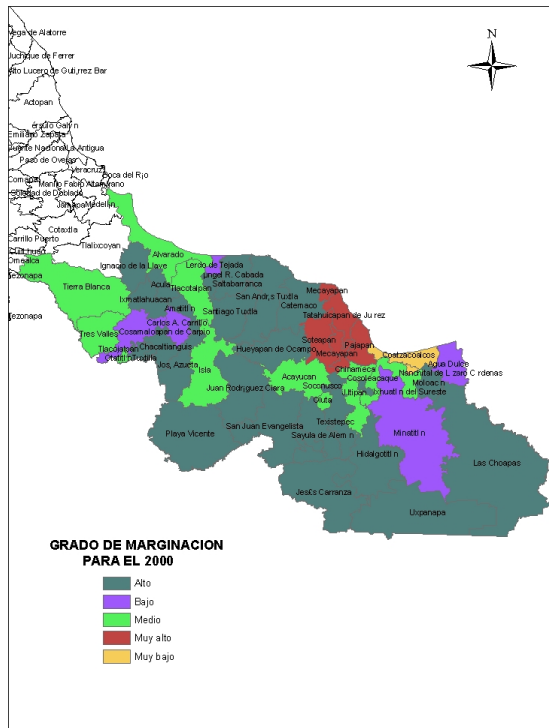 N
Vega de Alatorre
Juchique de Ferrer
Alto Lucero de Guti‚rrez Bar
Actopan
Emiliano Zapata
La Antigua
Paso de Ovejas
Veracruz
Boca del R¡o
Comapa
Manlio Fabio Altamirano
Soledad de Doblado
Jamapa
Medell¡n
Cotaxtla
Carrillo Puerto
Tlalixcoyan
Omealca
Tezonapa
Tezonapa
Alvarado
Ignacio de la Llave
Lerdo de Tejada
Angel R. Cabada
Saltabarranca
Tierra Blanca
Acula
Tlacotalpan
Ixmatlahuacan
Amatitl n
San Andr‚s Tuxtla
Mecayapan
Catemaco
Santiago Tuxtla
Tatahuicapan de Ju rez
Carlos A. Carrillo
Tres Valles
Cosamaloapan de Carpio
Soteapan
Pajapan
Tlacojalpan
Chacaltianguis
Hueyapan de Ocampo
Mecayapan
Coatzacoalcos
Otatitl n
Tuxtilla
Jos‚ Azueta
Isla
Acayucan
Chinameca
Agua Dulce
Cosoleacaque
Nanchital de L zaro C rdenas
Juan Rodr¡guez Clara
Soconusco
Moloac n
Ixhuatl n del Sureste
Oluta
Playa Vicente
San Juan Evangelista
Texistepec
Sayula de Alem n
Minatitl n
Hidalgotitl n
Las Choapas
Jes£s Carranza
Uxpanapa
GRADO DE MARGINACION
PARA EL 2000
Alto
Bajo
Medio
Muy alto
Muy bajo